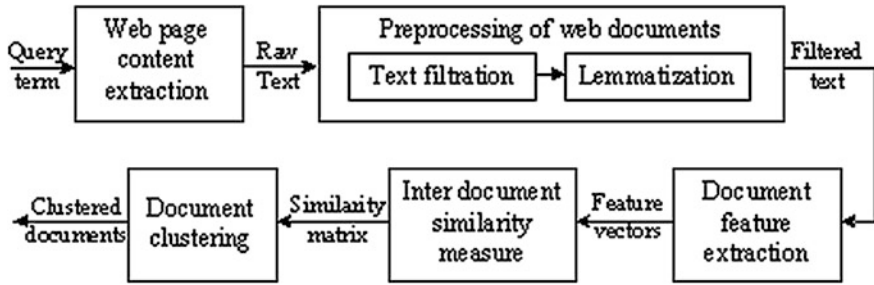 Query
term
Web page
content
extraction
Raw
Text
Preprocessing of web documents
Text filtration
Lemmatization
Filtered
text
Document
feature
extraction
Feature
vectors
Inter document
similarity
measure
Similarity
matrix
Document
clustering
Clustered
documents